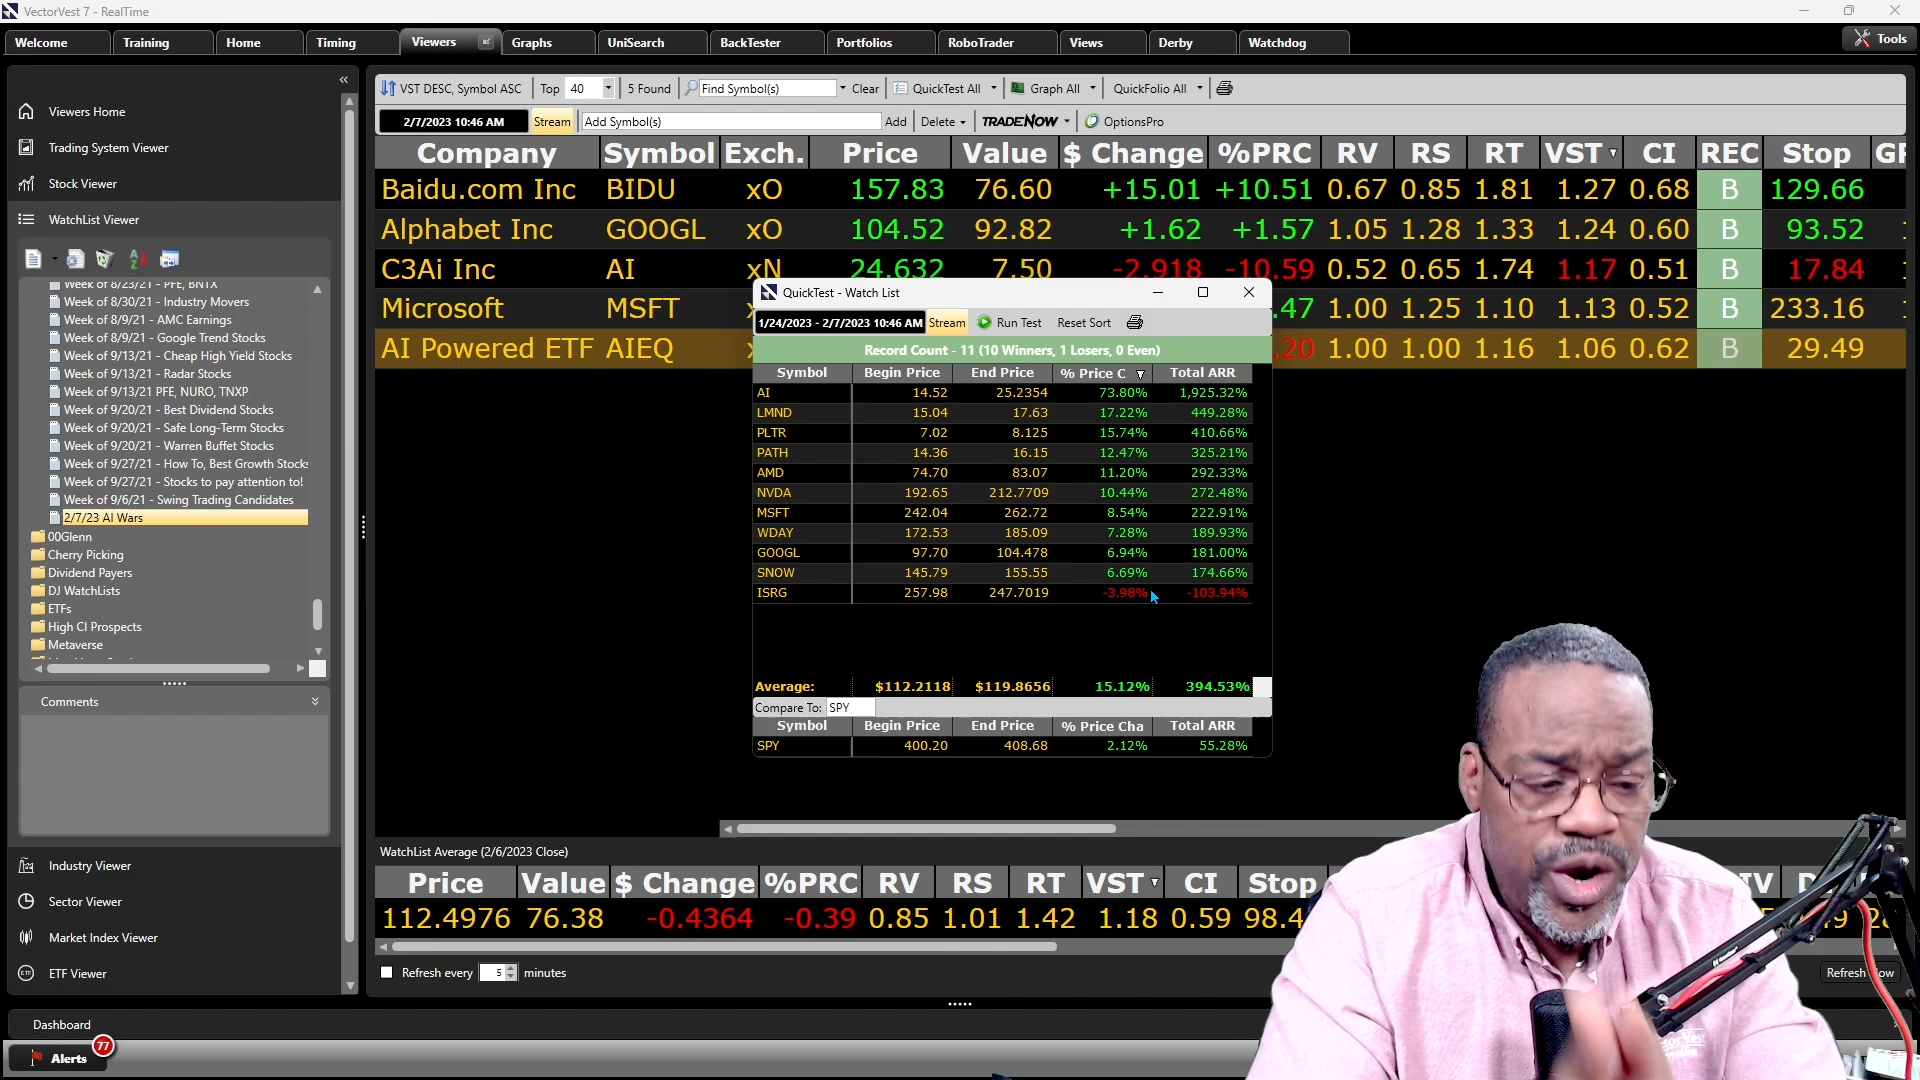 VectorVest 7 - RealTime
Welcome Training Home Timing Viewers Graphs UniSearch BackTester Portfolios RoboTrader Views Derby Watchdog Tools
VST DESC, Symbol ASC Top 40 5 Found Find Symbol(s) Clear QuickTest All Graph All QuickFolio All
2/7/2023 10:46 AM Stream Add Symbol(s) Add Delete TRADENOW OptionsPro
Company Symbol Exch. Price Value $ Change %PRC RV RS RT VST CI REC Stop
Baidu.com Inc BIDU xO 157.83 76.60 +15.01 +10.51 0.67 0.85 1.81 1.27 0.68 B 129.66
Alphabet Inc GOOGL xO 104.52 92.82 +1.62 +1.57 1.05 1.28 1.33 1.24 0.60 B 93.52
C3Ai Inc AI xN 24.632 7.50 -2.918 -10.59 0.52 0.65 1.74 1.17 0.51 B 17.84
Microsoft MSFT .47 1.00 1.25 1.10 1.13 0.52 B 233.16
AI Powered ETF AIEQ .20 1.00 1.00 1.16 1.06 0.62 B 29.49
Viewers Home
Trading System Viewer
Stock Viewer
WatchList Viewer
Week of 8/23/21 - PFE, BNTX
Week of 8/30/21 - Industry Movers
Week of 8/9/21 - AMC Earnings
Week of 8/9/21 - Google Trend Stocks
Week of 9/13/21 - Cheap High Yield Stocks
Week of 9/13/21 - Radar Stocks
Week of 9/13/21 PFE, NURO, TNXP
Week of 9/20/21 - Best Dividend Stocks
Week of 9/20/21 - Safe Long-Term Stocks
Week of 9/20/21 - Warren Buffet Stocks
Week of 9/27/21 - How To, Best Growth Stocks
Week of 9/27/21 - Stocks to pay attention to!
Week of 9/6/21 - Swing Trading Candidates
2/7/23 AI Wars
00Glenn
Cherry Picking
Dividend Payers
DJ WatchLists
ETFs
High CI Prospects
Metaverse
Comments
Industry Viewer
Sector Viewer
Market Index Viewer
ETF Viewer
QuickTest - Watch List
1/24/2023 - 2/7/2023 10:46 AM Stream Run Test Reset Sort
Record Count - 11 (10 Winners, 1 Losers, 0 Even)
Symbol Begin Price End Price % Price C Total ARR
AI 14.52 25.2354 73.80% 1,925.32%
LMND 15.04 17.63 17.22% 449.28%
PLTR 7.02 8.125 15.74% 410.66%
PATH 14.36 16.15 12.47% 325.21%
AMD 74.70 83.07 11.20% 292.33%
NVDA 192.65 212.7709 10.44% 272.48%
MSFT 242.04 262.72 8.54% 222.91%
WDAY 172.53 185.09 7.28% 189.93%
GOOGL 97.70 104.478 6.94% 181.00%
SNOW 145.79 155.55 6.69% 174.66%
ISRG 257.98 247.7019 -3.98% -103.94%
Average: $112.2118 $119.8656 15.12% 394.53%
Compare To: SPY
Symbol Begin Price End Price % Price Cha Total ARR
SPY 400.20 408.68 2.12% 55.28%
WatchList Average (2/6/2023 Close)
Price Value $ Change %PRC RV RS RT VST CI Stop
112.4976 76.38 -0.4364 -0.39 0.85 1.01 1.42 1.18 0.59 98.4
Refresh every 5 minutes
Refresh
Dashboard
Alerts 77